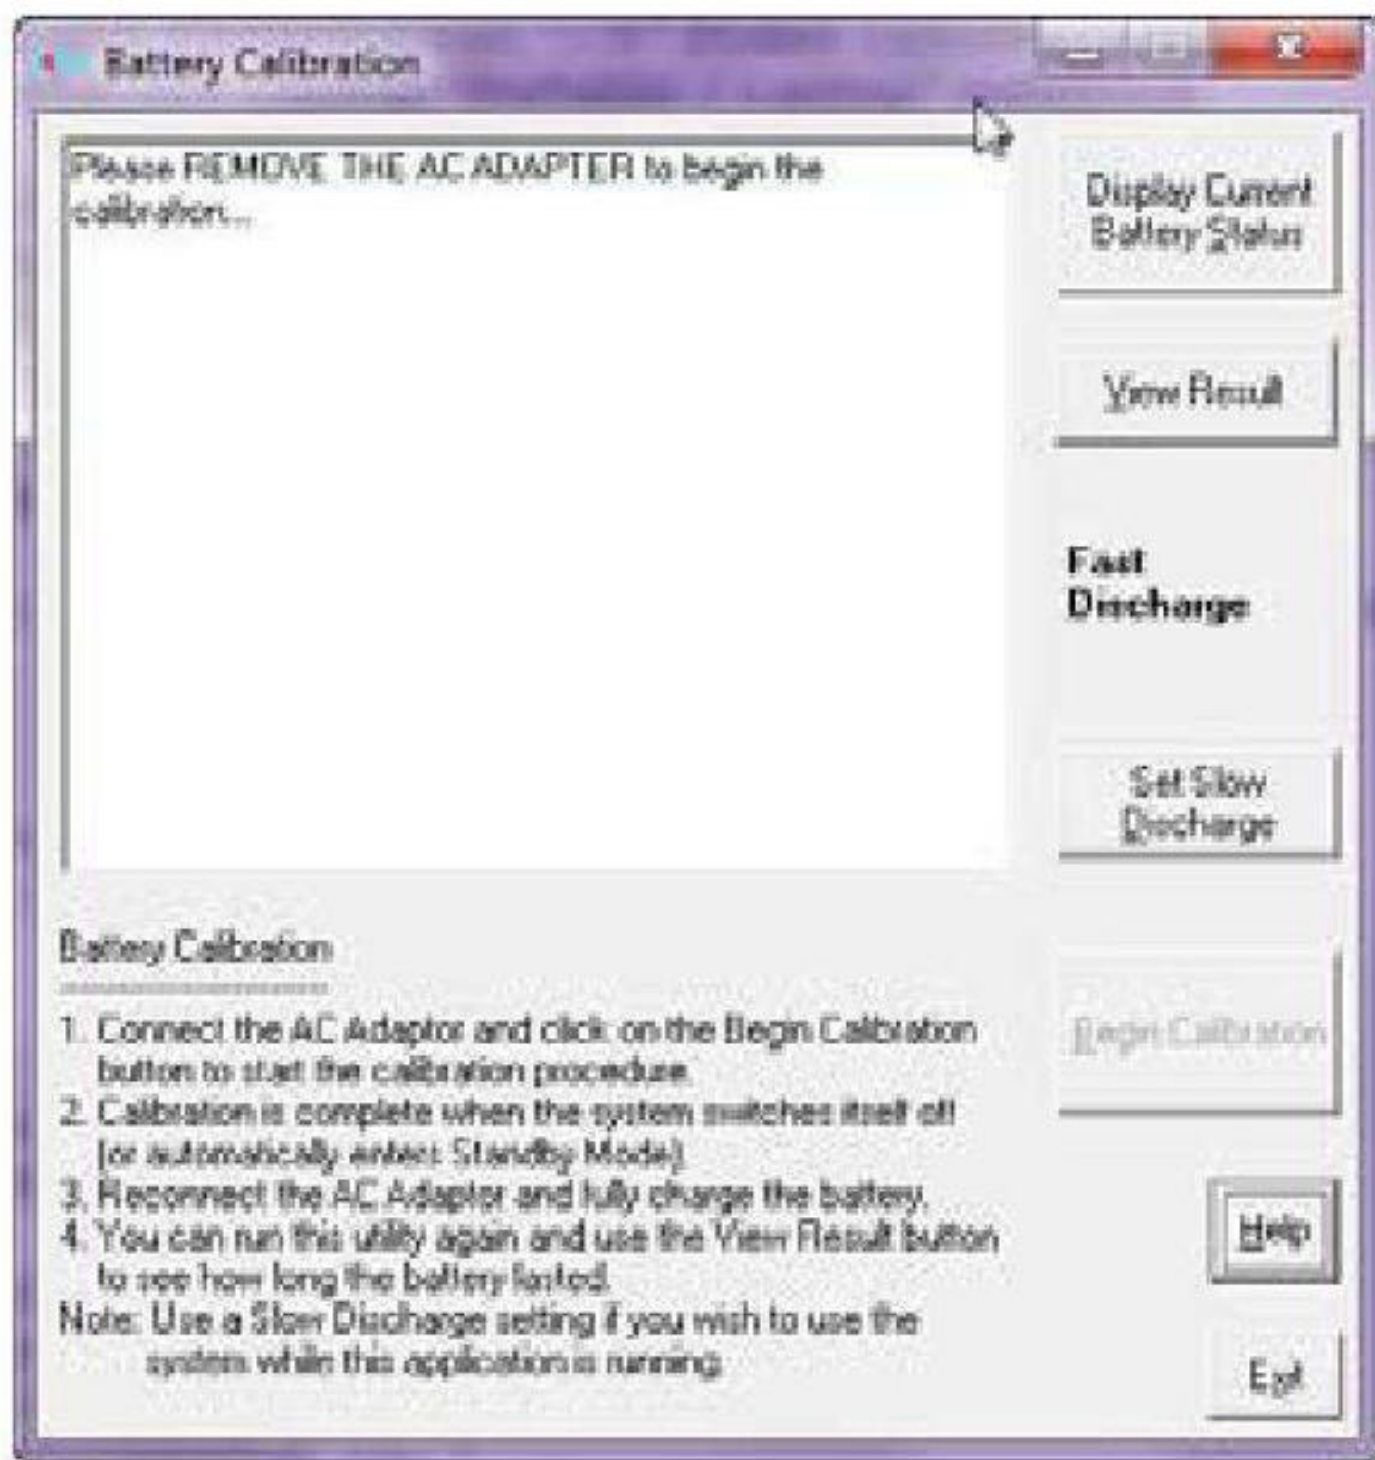 Battery Calibration
Please REMOVE THE AC ADAPTER to begin the
calibration...
Display Current
Battery Status
View Result
Fast
Discharge
Set Slow
Discharge
Begin Calibration
Battery Calibration
--------------------
1. Connect the AC Adaptor and click on the Begin Calibration
button to start the calibration procedure.
2. Calibration is complete when the system switches itself off
(or automatically enters Standby Mode).
3. Reconnect the AC Adaptor and fully charge the battery.
4. You can run this utility again and use the View Result button
to see how long the battery lasted.
Note: Use a Slow Discharge setting if you wish to use the
system while this application is running.
Help
Exit